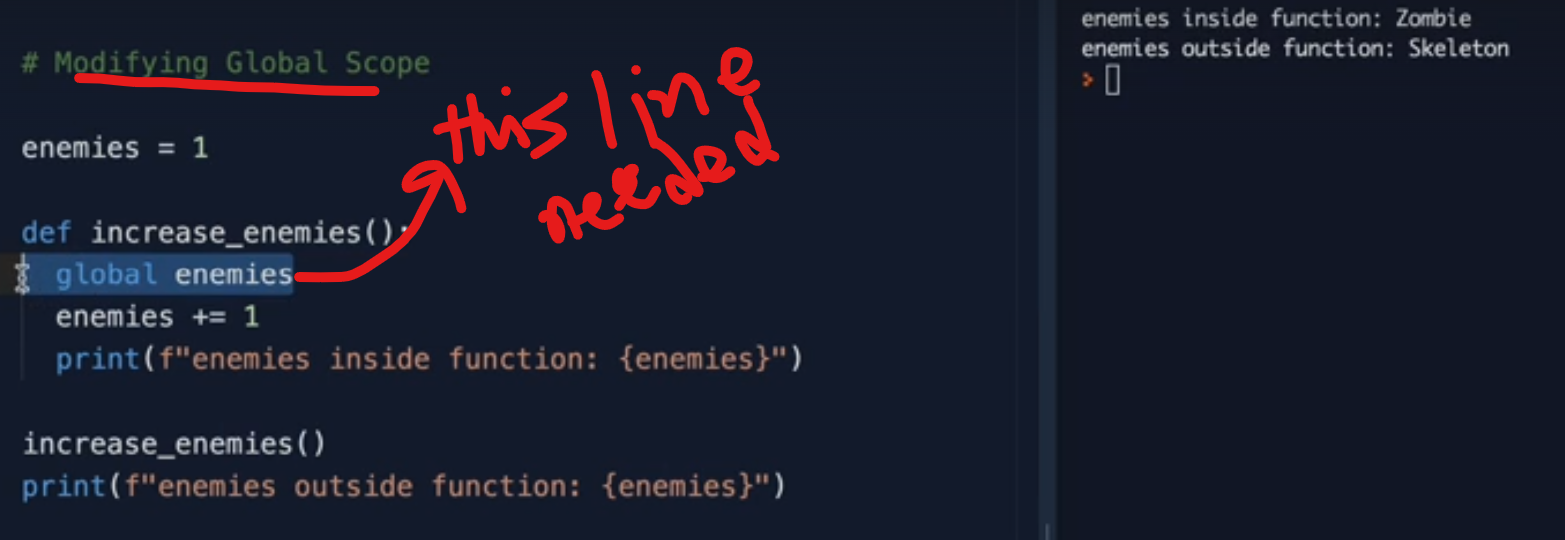 # Modifying Global Scope
enemies = 1
def increase_enemies():
global enemies
enemies += 1
print(f"enemies inside function: {enemies}")
increase_enemies()
print(f"enemies outside function: {enemies}")
this line
needed
enemies inside function: Zombie
enemies outside function: Skeleton
>